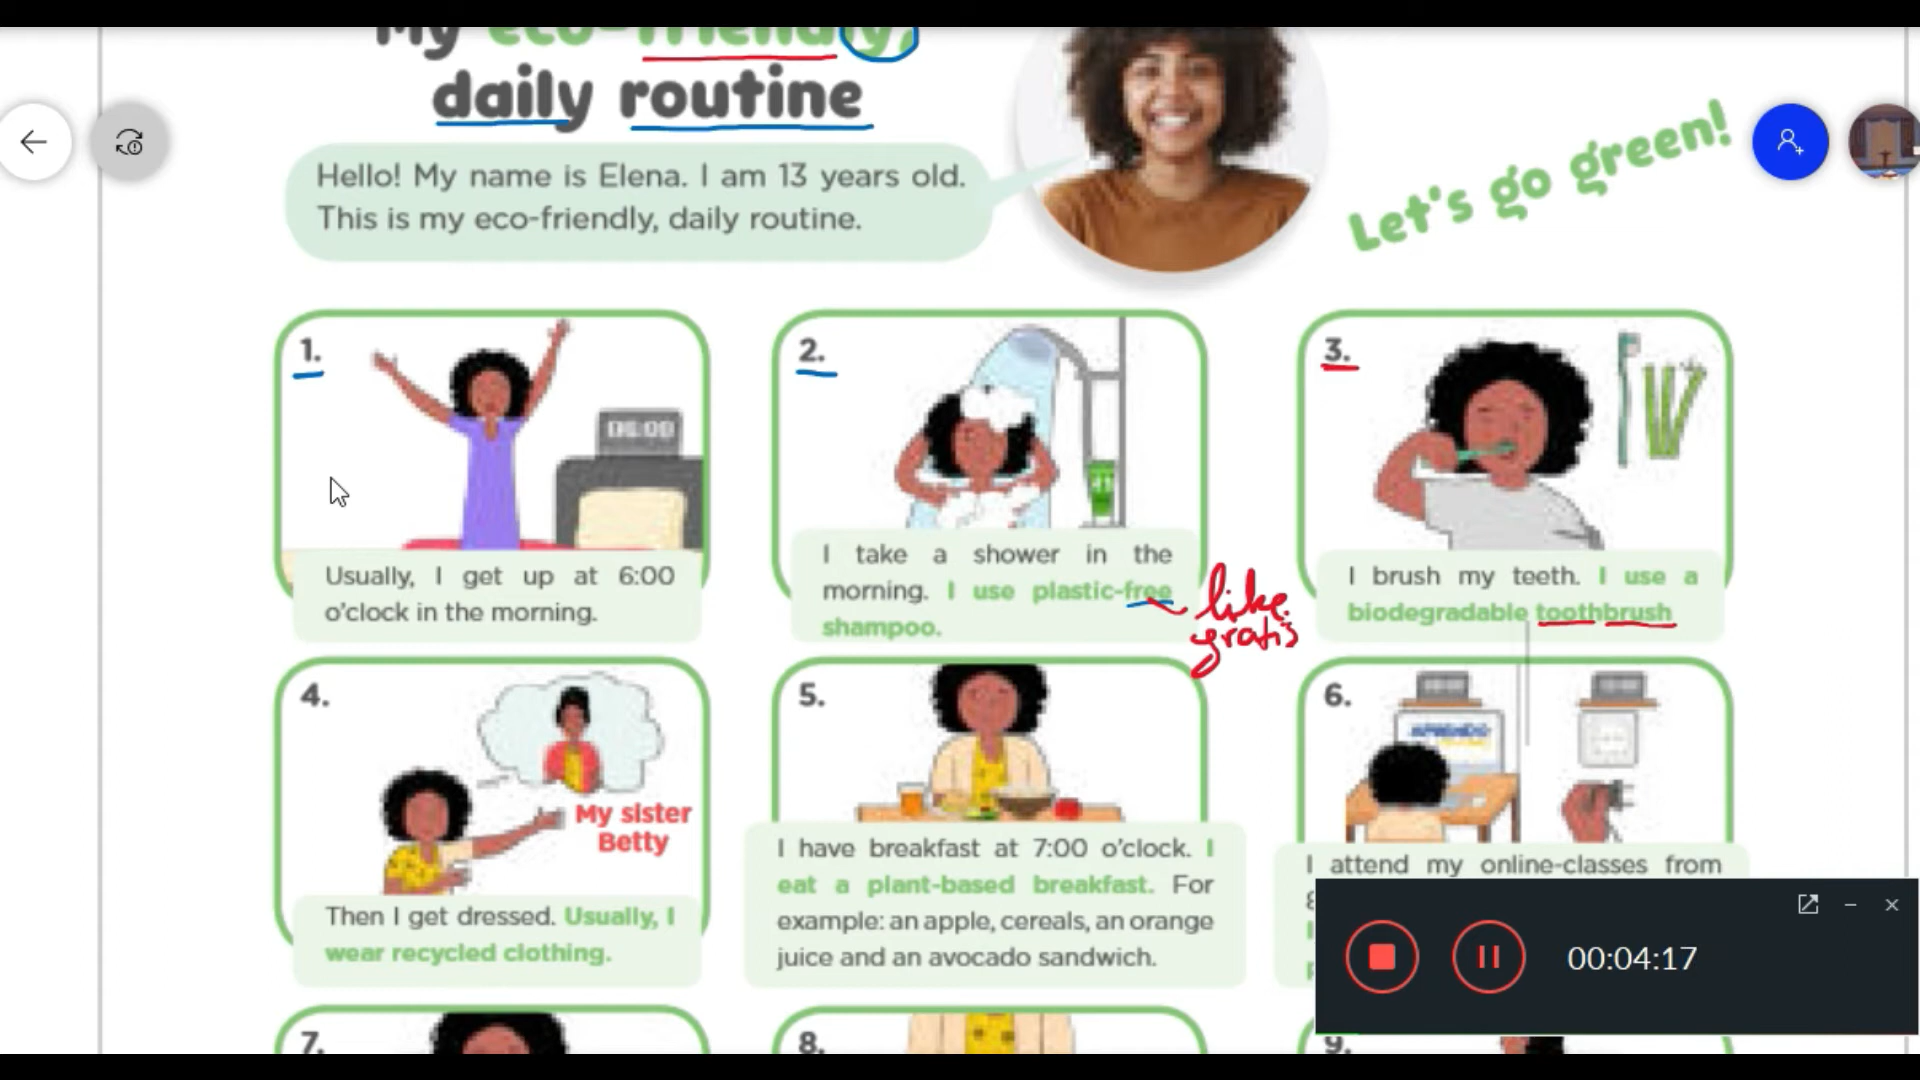 My eco-friendly,
daily routine
Hello! My name is Elena. I am 13 years old.
This is my eco-friendly, daily routine.
Let's go green!
1.
06:00
Usually, I get up at 6:00
o'clock in the morning.
2.
I take a shower in the
morning. I use plastic-free
shampoo.
like
gratis
3.
I brush my teeth. I use a
biodegradable toothbrush
4.
My sister
Betty
Then I get dressed. Usually, I
wear recycled clothing.
5.
I have breakfast at 7:00 o'clock. I
eat a plant-based breakfast. For
example: an apple, cereals, an orange
juice and an avocado sandwich.
6.
APRENDO
I attend my online-classes from
00:04:17
7.
8.
9.